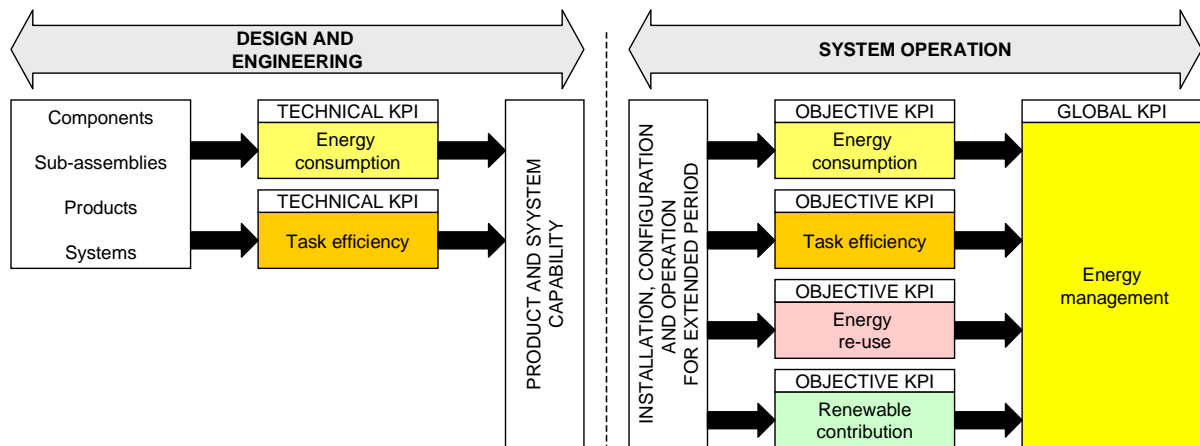 DESIGN AND
ENGINEERING
Components
Sub-assemblies
Products
Systems
TECHNICAL KPI
Energy
consumption
TECHNICAL KPI
Task efficiency
PRODUCT AND SYYSTEM
CAPABILITY
SYSTEM OPERATION
INSTALLATION, CONFIGURATION
AND OPERATION
FOR EXTENDED PERIOD
OBJECTIVE KPI
Energy
consumption
OBJECTIVE KPI
Task efficiency
OBJECTIVE KPI
Energy
re-use
OBJECTIVE KPI
Renewable
contribution
GLOBAL KPI
Energy
management